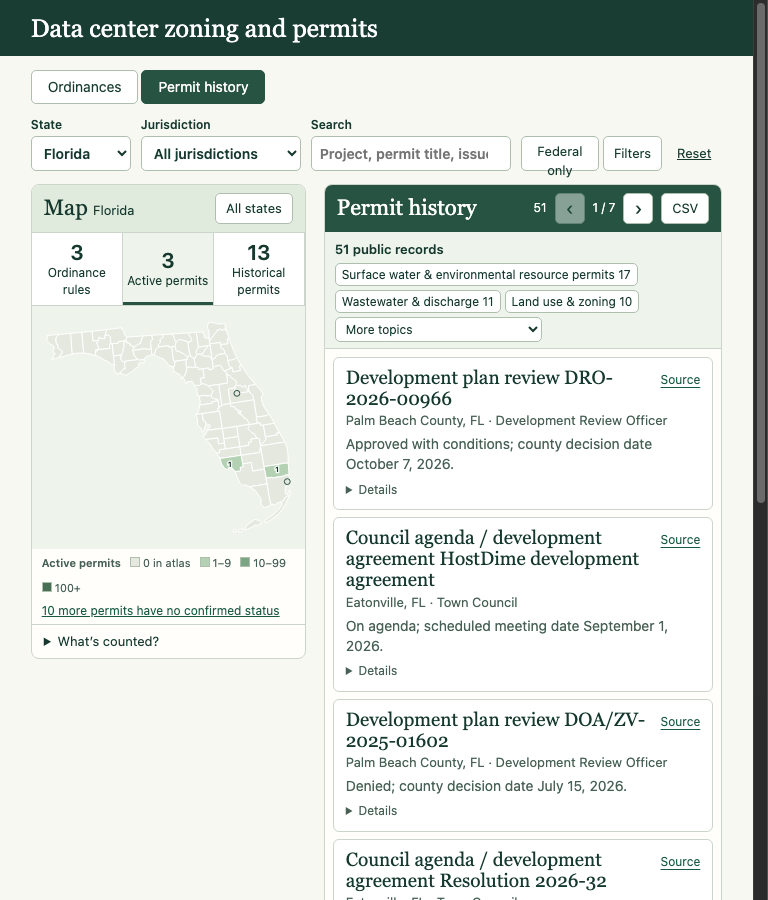 Data center zoning and permits
Ordinances
Permit history
State
Jurisdiction
Search
Florida
All jurisdictions
Project, permit title, issu
Federal only
Filters
Reset
Map Florida
All states
3 Ordinance rules
3 Active permits
13 Historical permits
1
1
Active permits 0 in atlas 1–9 10–99
100+
10 more permits have no confirmed status
What's counted?
Permit history
51 ‹ 1 / 7 › CSV
51 public records
Surface water & environmental resource permits 17
Wastewater & discharge 11
Land use & zoning 10
More topics
Development plan review DRO-
2026-00966
Source
Palm Beach County, FL · Development Review Officer
Approved with conditions; county decision date
October 7, 2026.
Details
Council agenda / development
agreement HostDime development
agreement
Source
Eatonville, FL · Town Council
On agenda; scheduled meeting date September 1,
2026.
Details
Development plan review DOA/ZV-
2025-01602
Source
Palm Beach County, FL · Development Review Officer
Denied; county decision date July 15, 2026.
Details
Council agenda / development
agreement Resolution 2026-32
Source